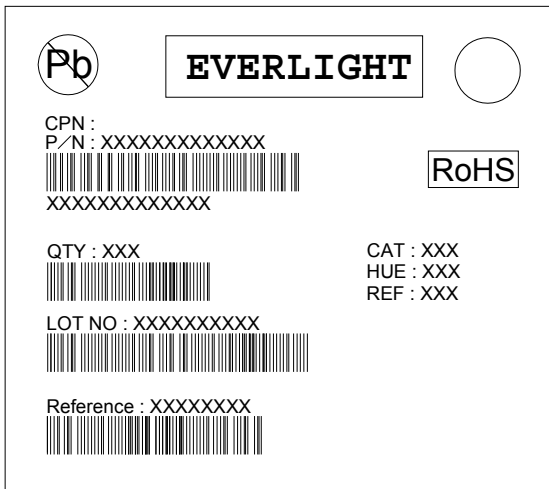 Pb
EVERLIGHT
CPN :
P/N : XXXXXXXXXXXXX
RoHS
XXXXXXXXXXXXX
QTY : XXX
CAT : XXX
HUE : XXX
REF : XXX
LOT NO : XXXXXXXXXX
Reference : XXXXXXXX